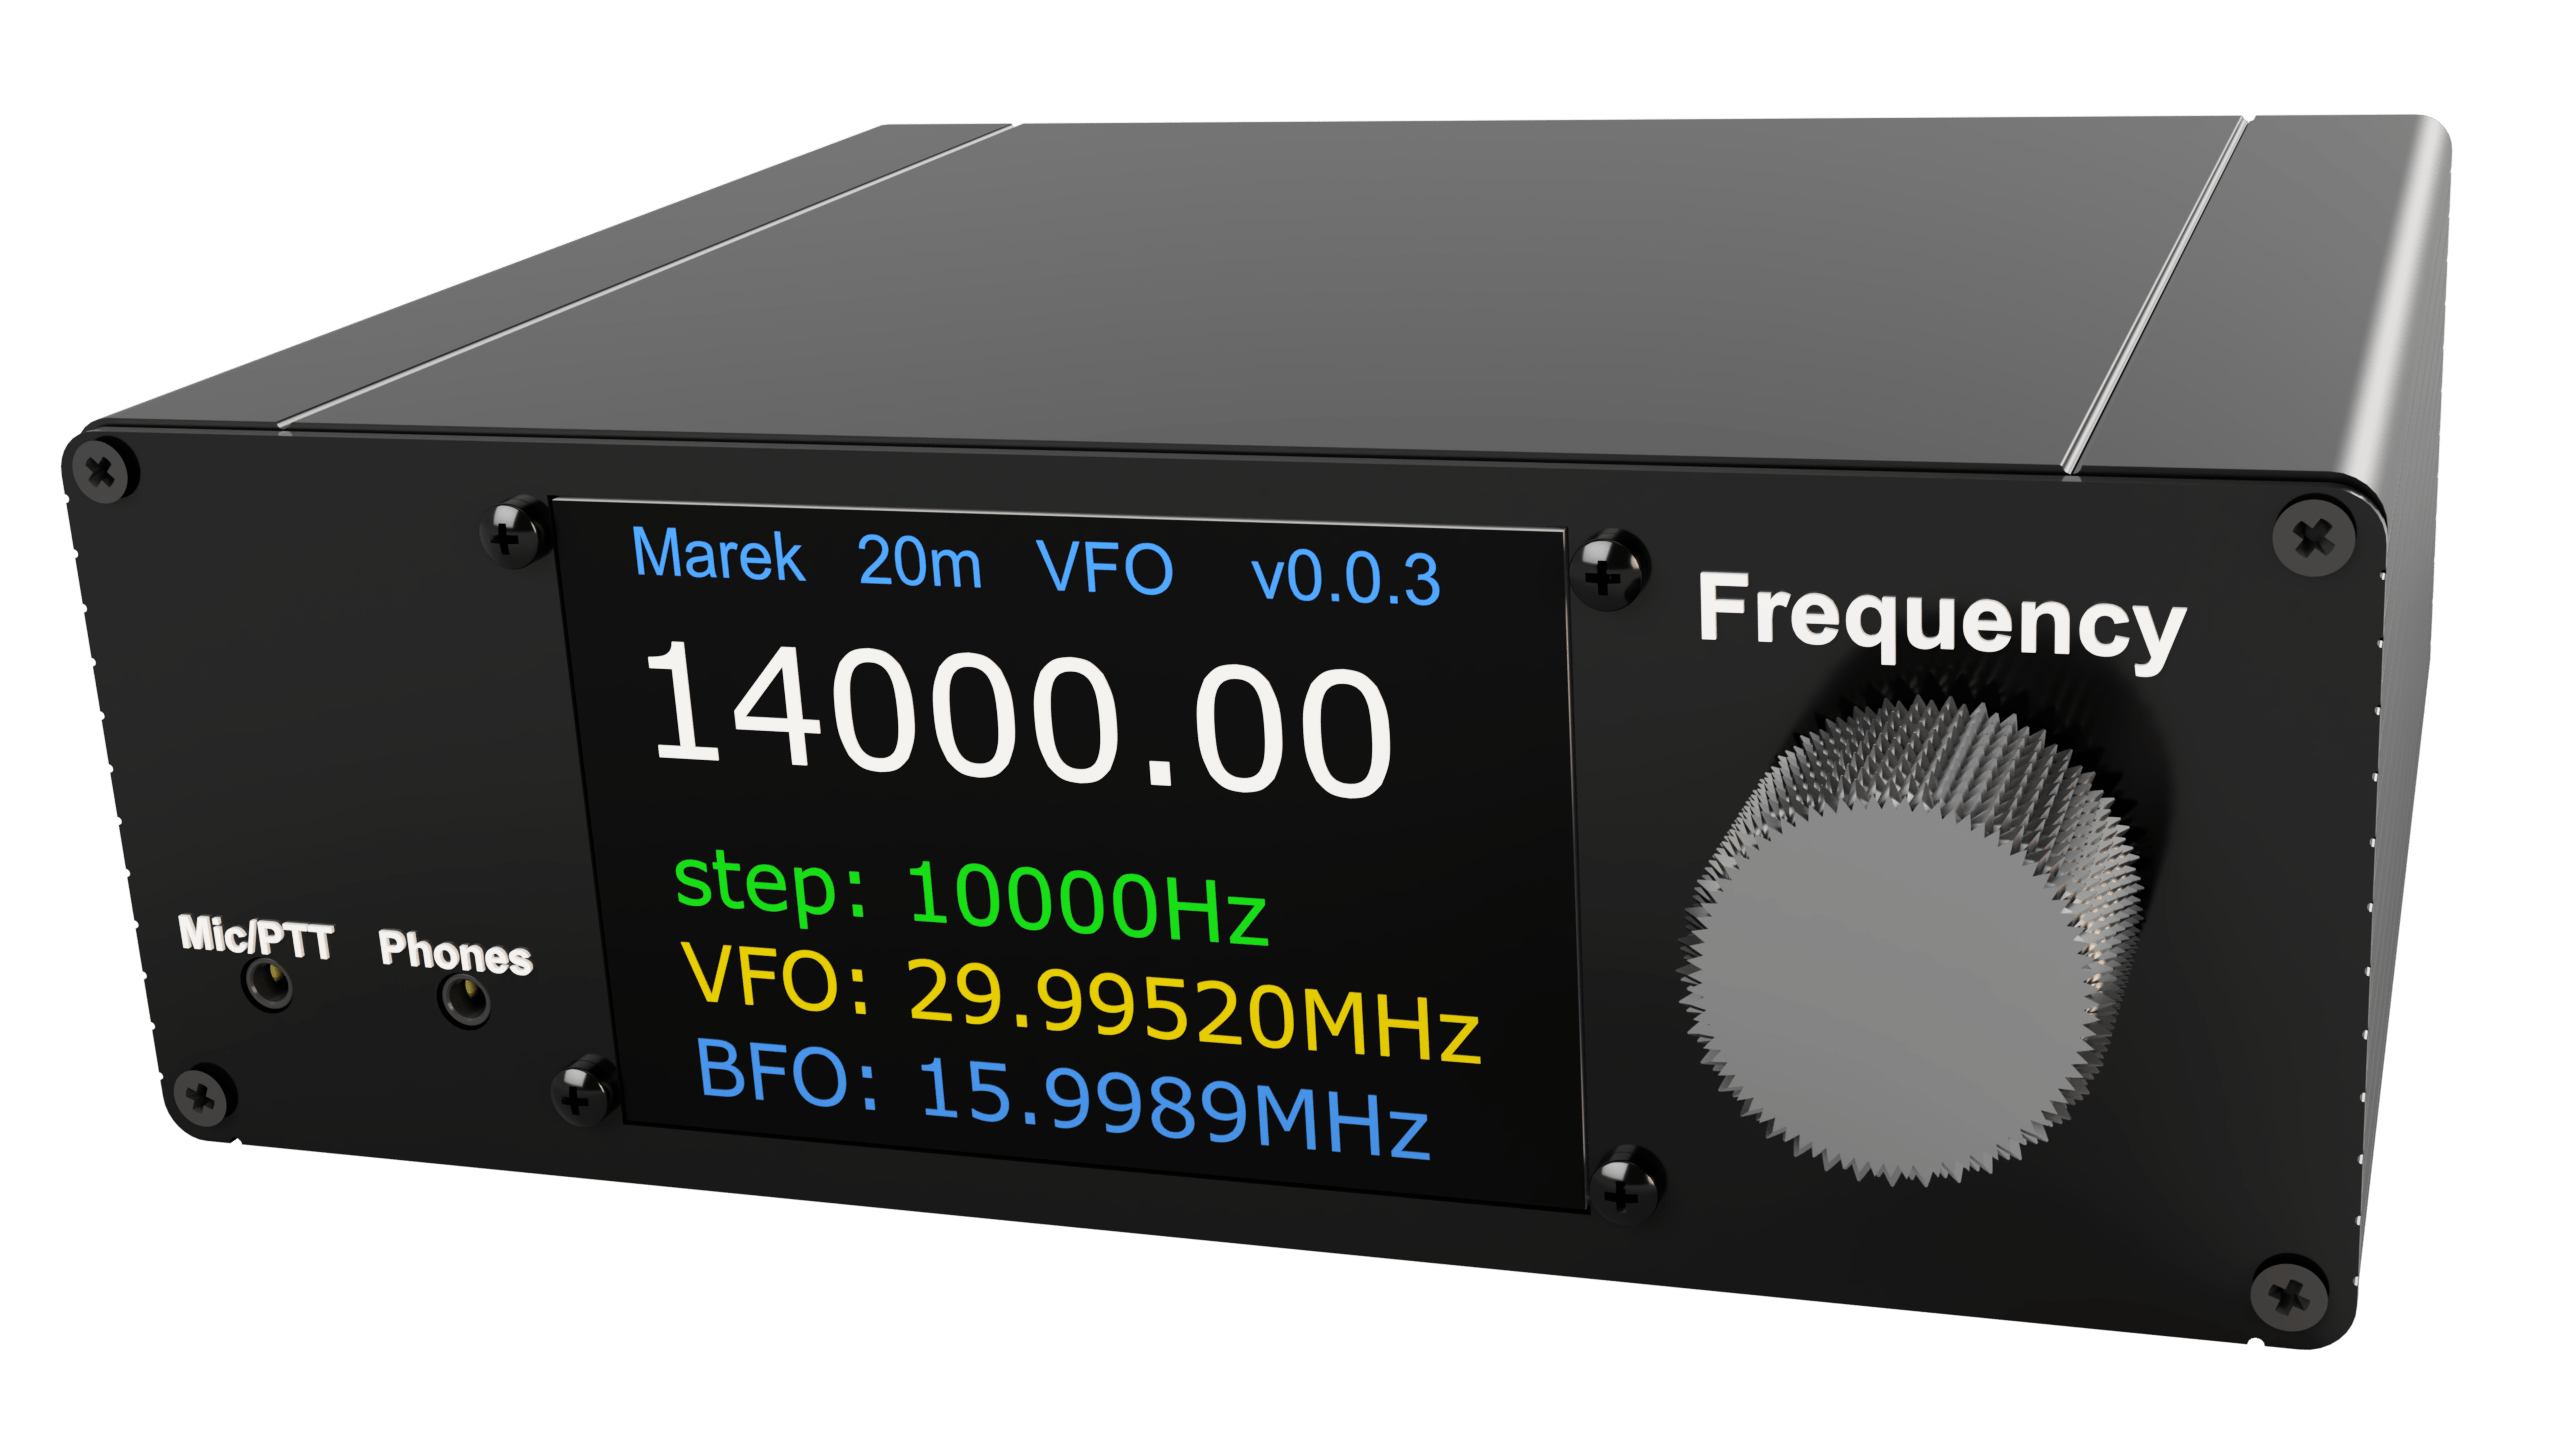 Marek 20m VFO v0.0.3
14000.00
step: 10000Hz
VFO: 29.99520MHz
BFO: 15.9989MHz
Frequency
Mic/PTT
Phones